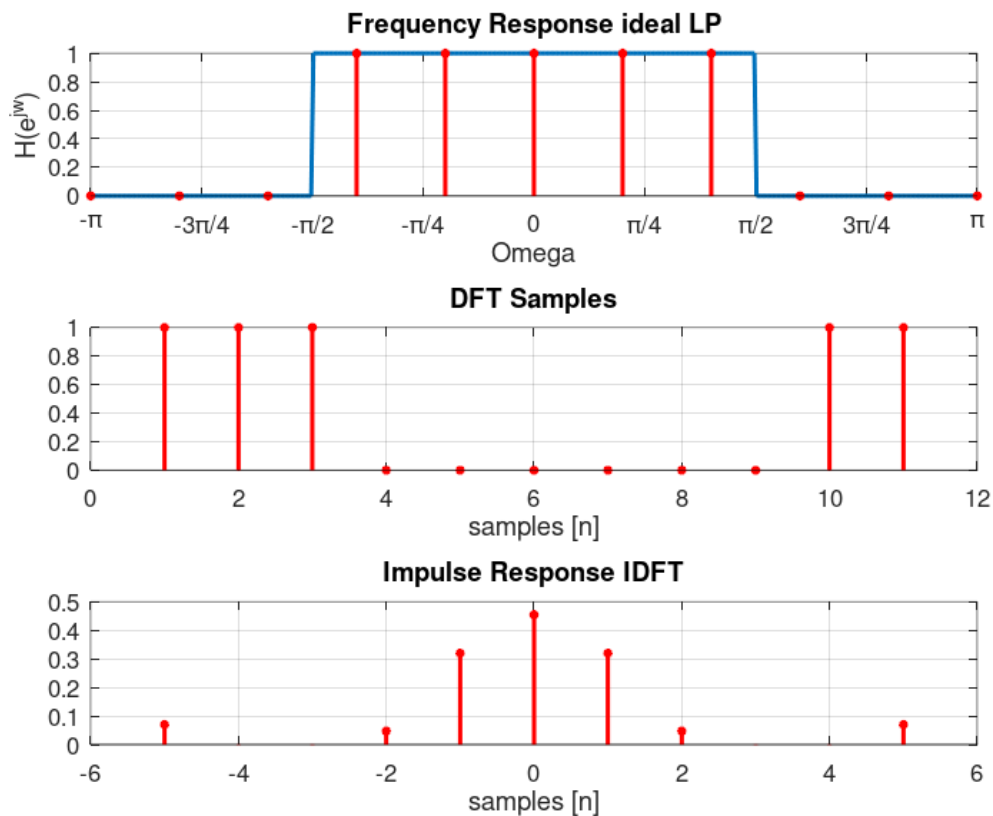 Frequency Response ideal LP
H(e^jw)
1
0.8
0.6
0.4
0.2
0
-π -3π/4 -π/2 -π/4 0 π/4 π/2 3π/4 π
Omega
DFT Samples
1
0.8
0.6
0.4
0.2
0
0 2 4 6 8 10 12
samples [n]
Impulse Response IDFT
0.5
0.4
0.3
0.2
0.1
0
-6 -4 -2 0 2 4 6
samples [n]